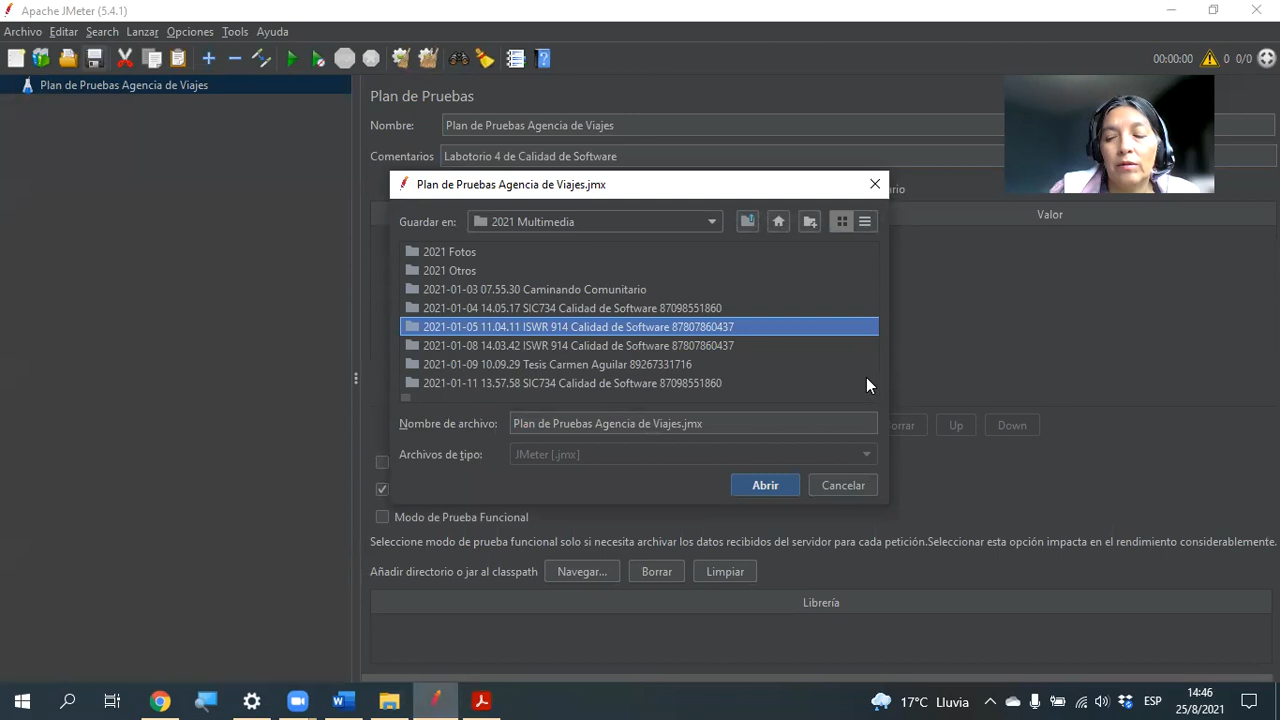 Apache JMeter (5.4.1)
Archivo Editar Search Lanzar Opciones Tools Ayuda
00:00:00 0 0/0
Plan de Pruebas Agencia de Viajes
Plan de Pruebas
Nombre: Plan de Pruebas Agencia de Viajes
Comentarios Labotorio 4 de Calidad de Software
Plan de Pruebas Agencia de Viajes.jmx
Valor
Guardar en: 2021 Multimedia
2021 Fotos
2021 Otros
2021-01-03 07.55.30 Caminando Comunitario
2021-01-04 14.05.17 SIC734 Calidad de Software 87098551860
2021-01-05 11.04.11 ISWR 914 Calidad de Software 87807860437
2021-01-08 14.03.42 ISWR 914 Calidad de Software 87807860437
2021-01-09 10.09.29 Tesis Carmen Aguilar 89267331716
2021-01-11 13.57.58 SIC734 Calidad de Software 87098551860
Nombre de archivo: Plan de Pruebas Agencia de Viajes.jmx
Up Down
Archivos de tipo: JMeter [.jmx]
Abrir Cancelar
Modo de Prueba Funcional
Seleccione modo de prueba funcional solo si necesita archivar los datos recibidos del servidor para cada petición.Seleccionar esta opción impacta en el rendimiento considerablemente.
Añadir directorio o jar al classpath Navegar... Borrar Limpiar
Librería
17°C Lluvia ESP 14:46
25/8/2021